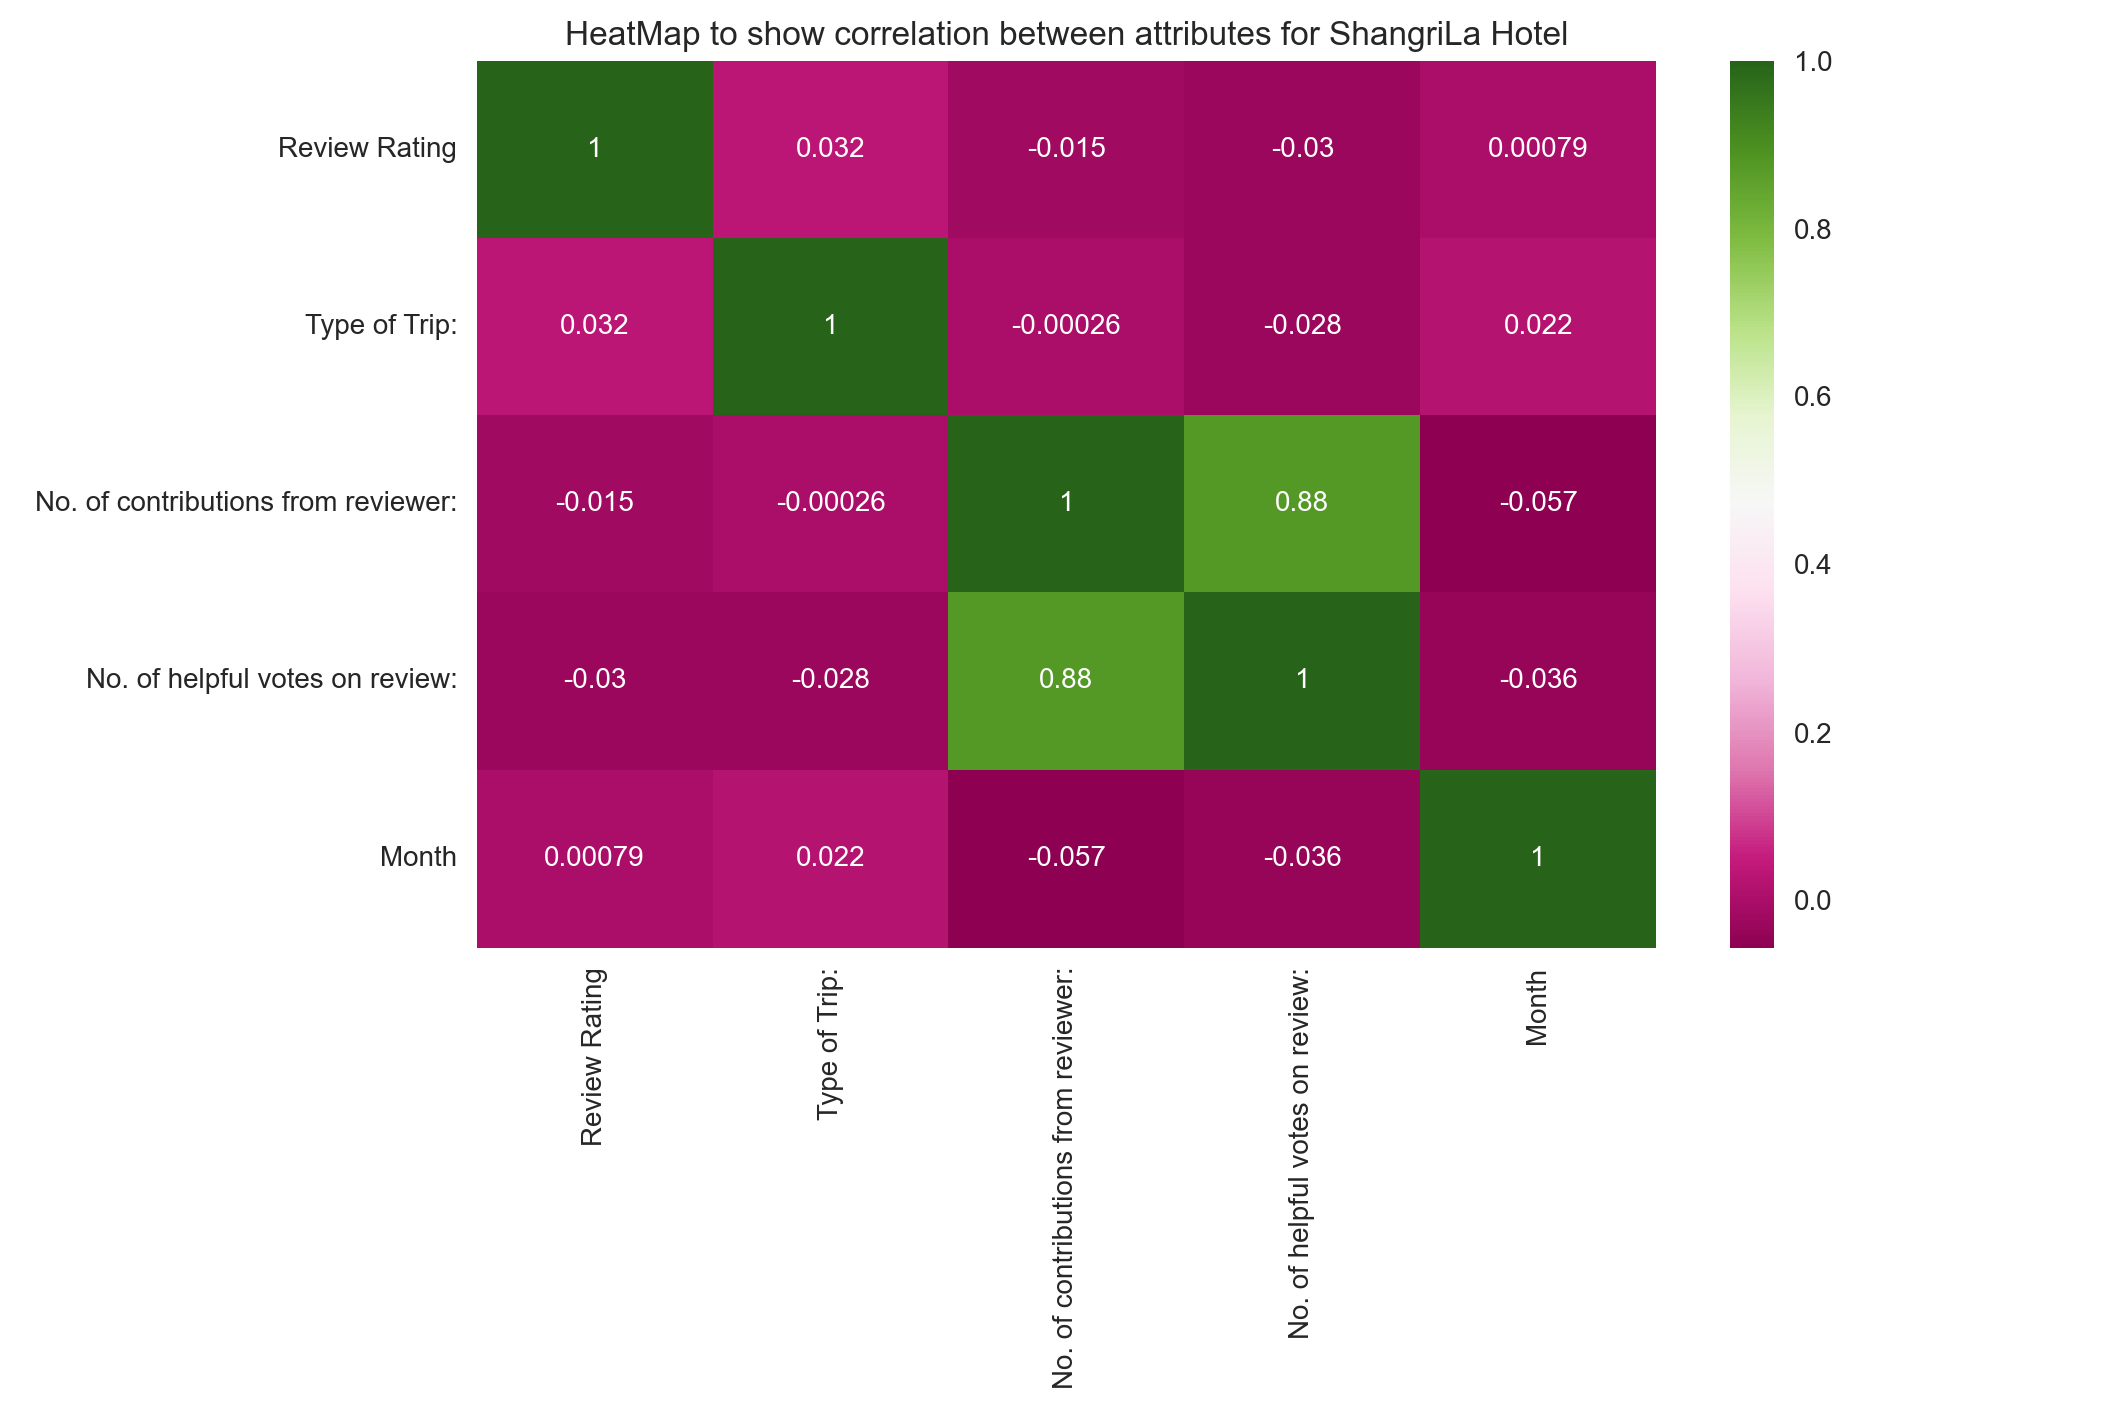 HeatMap to show correlation between attributes for ShangriLa Hotel
Review Rating
1
0.032
-0.015
-0.03
0.00079
Type of Trip:
0.032
1
-0.00026
-0.028
0.022
No. of contributions from reviewer:
-0.015
-0.00026
1
0.88
-0.057
No. of helpful votes on review:
-0.03
-0.028
0.88
1
-0.036
Month
0.00079
0.022
-0.057
-0.036
1
Review Rating
Type of Trip:
No. of contributions from reviewer:
No. of helpful votes on review:
Month
1.0
0.8
0.6
0.4
0.2
0.0